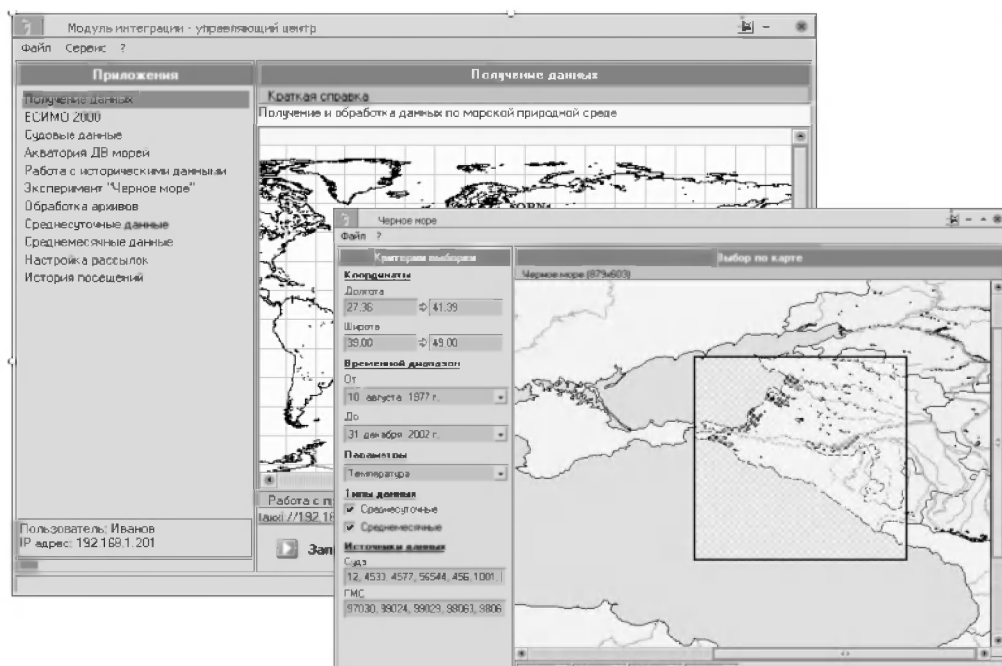 Модуль интеграции - управляющий центр
Файл Сервис ?
Приложения
Получение данных
ЕСИМО 2000
Судовые данные
Акватория ДВ морей
Работа с историческими данными
Эксперимент "Черное море"
Обработка архивов
Среднесуточные данные
Среднемесячные данные
Настройка рассылок
История посещений
Пользователь: Иванов
IP адрес: 192.168.1.201
Получение данных
Краткая справка
Получение и обработка данных по морской природной среде
Работа с п
//192.16
Зап
Черное море
Файл ?
Критерии выборки
Координаты
Долгота
27.36 41.39
Широта
39.00 49.00
Временной диапазон
От
10 августа 1977 г.
До
31 декабря 2002 г.
Параметры
Температура
Типы данных
Среднесуточные
Среднемесячные
Источники данных
Суда
12, 4533, 4577, 56544, 456, 1001,
ГМС
97030, 99024, 99029, 98063, 9806
Выбор по карте
Черное море (879x603)